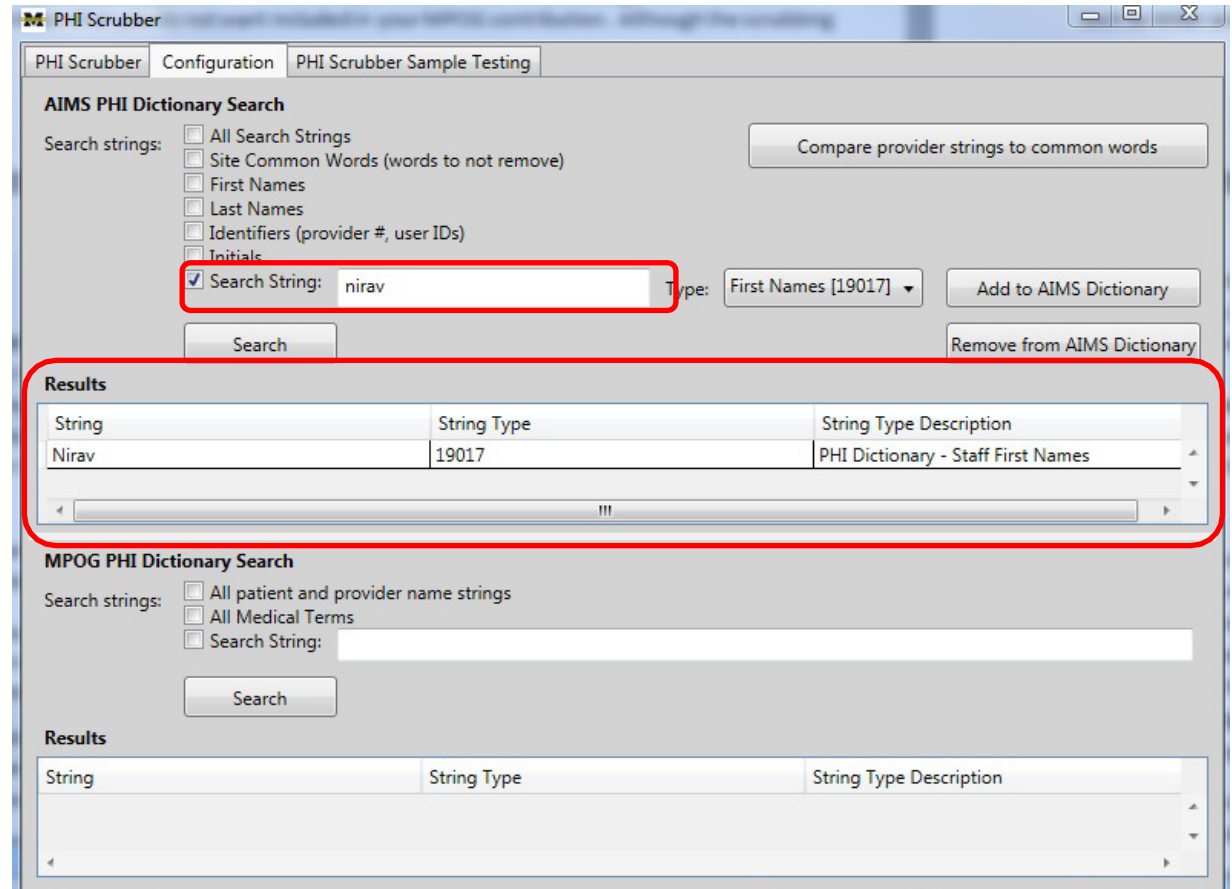 PHI Scrubber
PHI Scrubber Configuration PHI Scrubber Sample Testing
AIMS PHI Dictionary Search
Search strings:
All Search Strings
Site Common Words (words to not remove)
First Names
Last Names
Identifiers (provider #, user IDs)
Initials
Compare provider strings to common words
Search String: nirav Type: First Names [19017] Add to AIMS Dictionary
Search Remove from AIMS Dictionary
Results
String String Type String Type Description
Nirav 19017 PHI Dictionary - Staff First Names
MPOG PHI Dictionary Search
Search strings:
All patient and provider name strings
All Medical Terms
Search String:
Search
Results
String String Type String Type Description